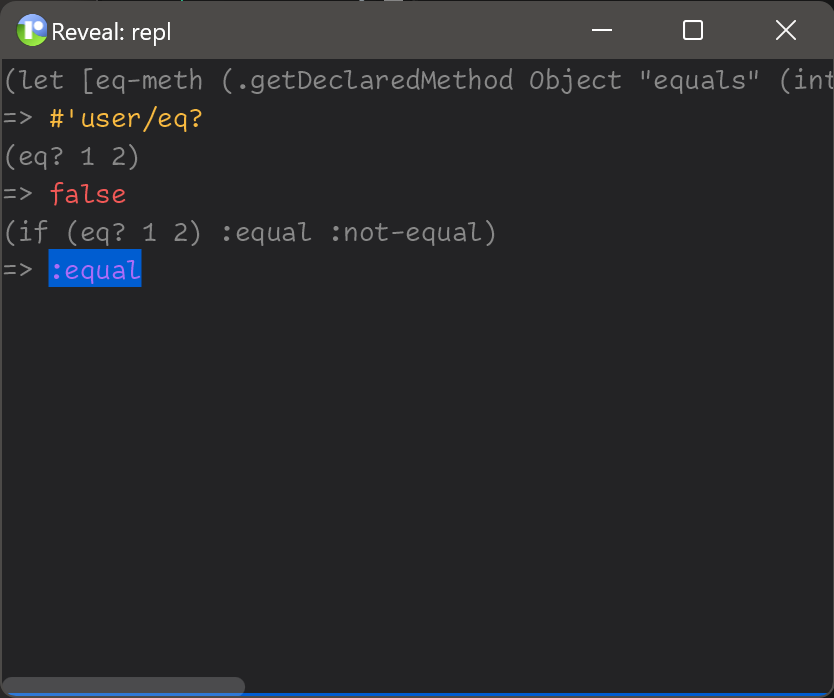 Reveal: repl
(let [eq-meth (.getDeclaredMethod Object "equals" (int
=> #'user/eq?
(eq? 1 2)
=> false
(if (eq? 1 2) :equal :not-equal)
=> :equal